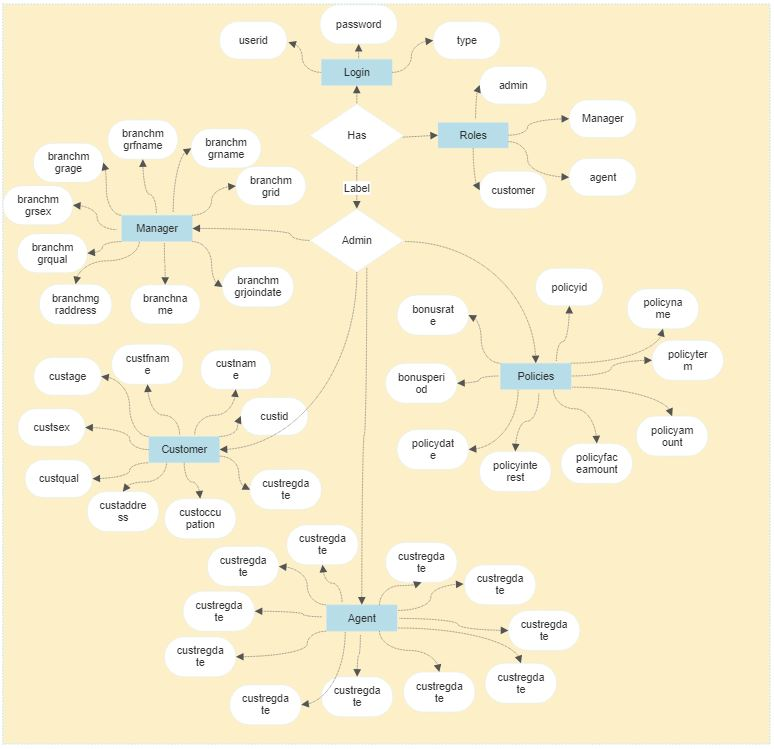 password
userid
type
Login
admin
Has
Roles
Manager
customer
agent
Label
Admin
branchm
grfname
branchm
grname
branchm
grage
branchm
grid
branchm
grsex
Manager
branchm
grqual
branchmg
raddress
branchna
me
branchm
grjoindate
policyid
bonusrat
e
policyna
me
policyter
m
Policies
bonusperi
od
policyam
ount
policydat
e
policyinte
rest
policyfac
eamount
custfnam
e
custnam
e
custage
custid
custsex
Customer
custqual
custaddre
ss
custoccu
pation
custregda
te
custregda
te
custregda
te
custregda
te
custregda
te
custregda
te
Agent
custregda
te
custregda
te
custregda
te
custregda
te
custregda
te
custregda
te